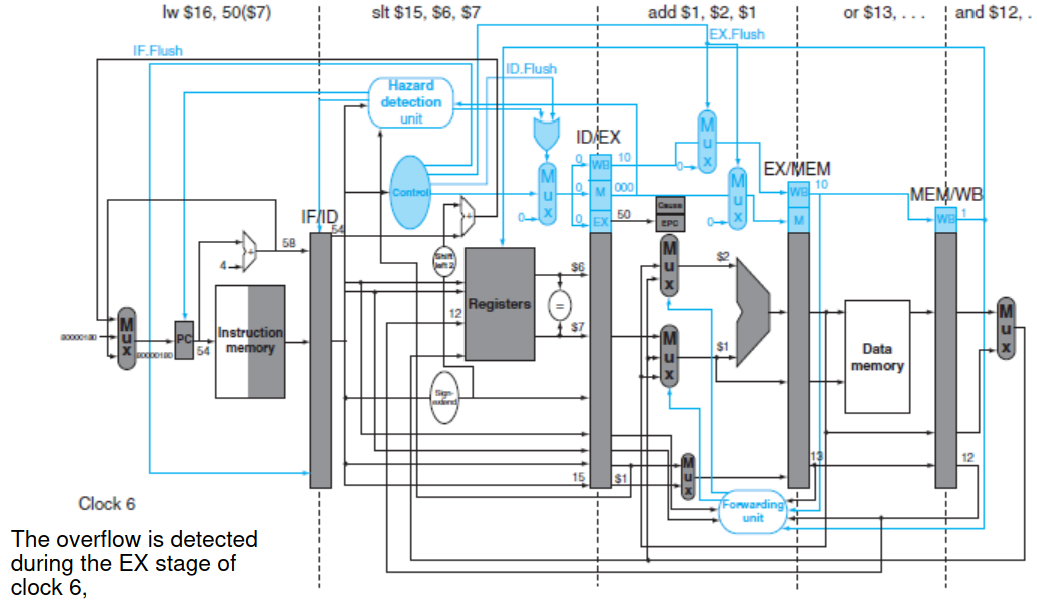 lw $16, 50($7)
slt $15, $6, $7
add $1, $2, $1
or $13, . . .
and $12, .
EX.Flush
IF.Flush
ID.Flush
Hazard
detection
unit
ID/EX
M
u
x
0
WB
10
EX/MEM
Control
M
u
x
0
0
M
000
M
u
x
0
WB
10
MEM/WB
0
EX
50
Cause
EPC
M
WB
1
IF/ID
54
+
58
+
4
Shift
left 2
M
u
x
$2
$6
Registers
=
12
$7
M
u
x
80000180
80000180
PC
54
Instruction
memory
M
u
x
$1
Data
memory
M
u
x
Sign-
extend
13
12
15
$1
M
u
x
Forwarding
unit
Clock 6
The overflow is detected
during the EX stage of
clock 6,